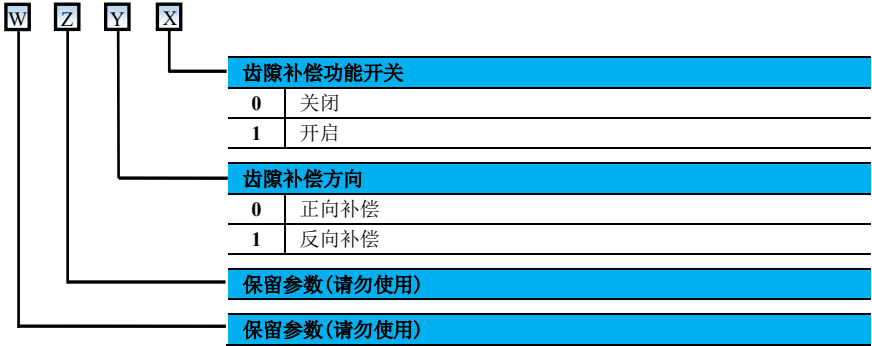 W Z Y X
齿隙补偿功能开关
0 关闭
1 开启
齿隙补偿方向
0 正向补偿
1 反向补偿
保留参数(请勿使用)
保留参数(请勿使用)